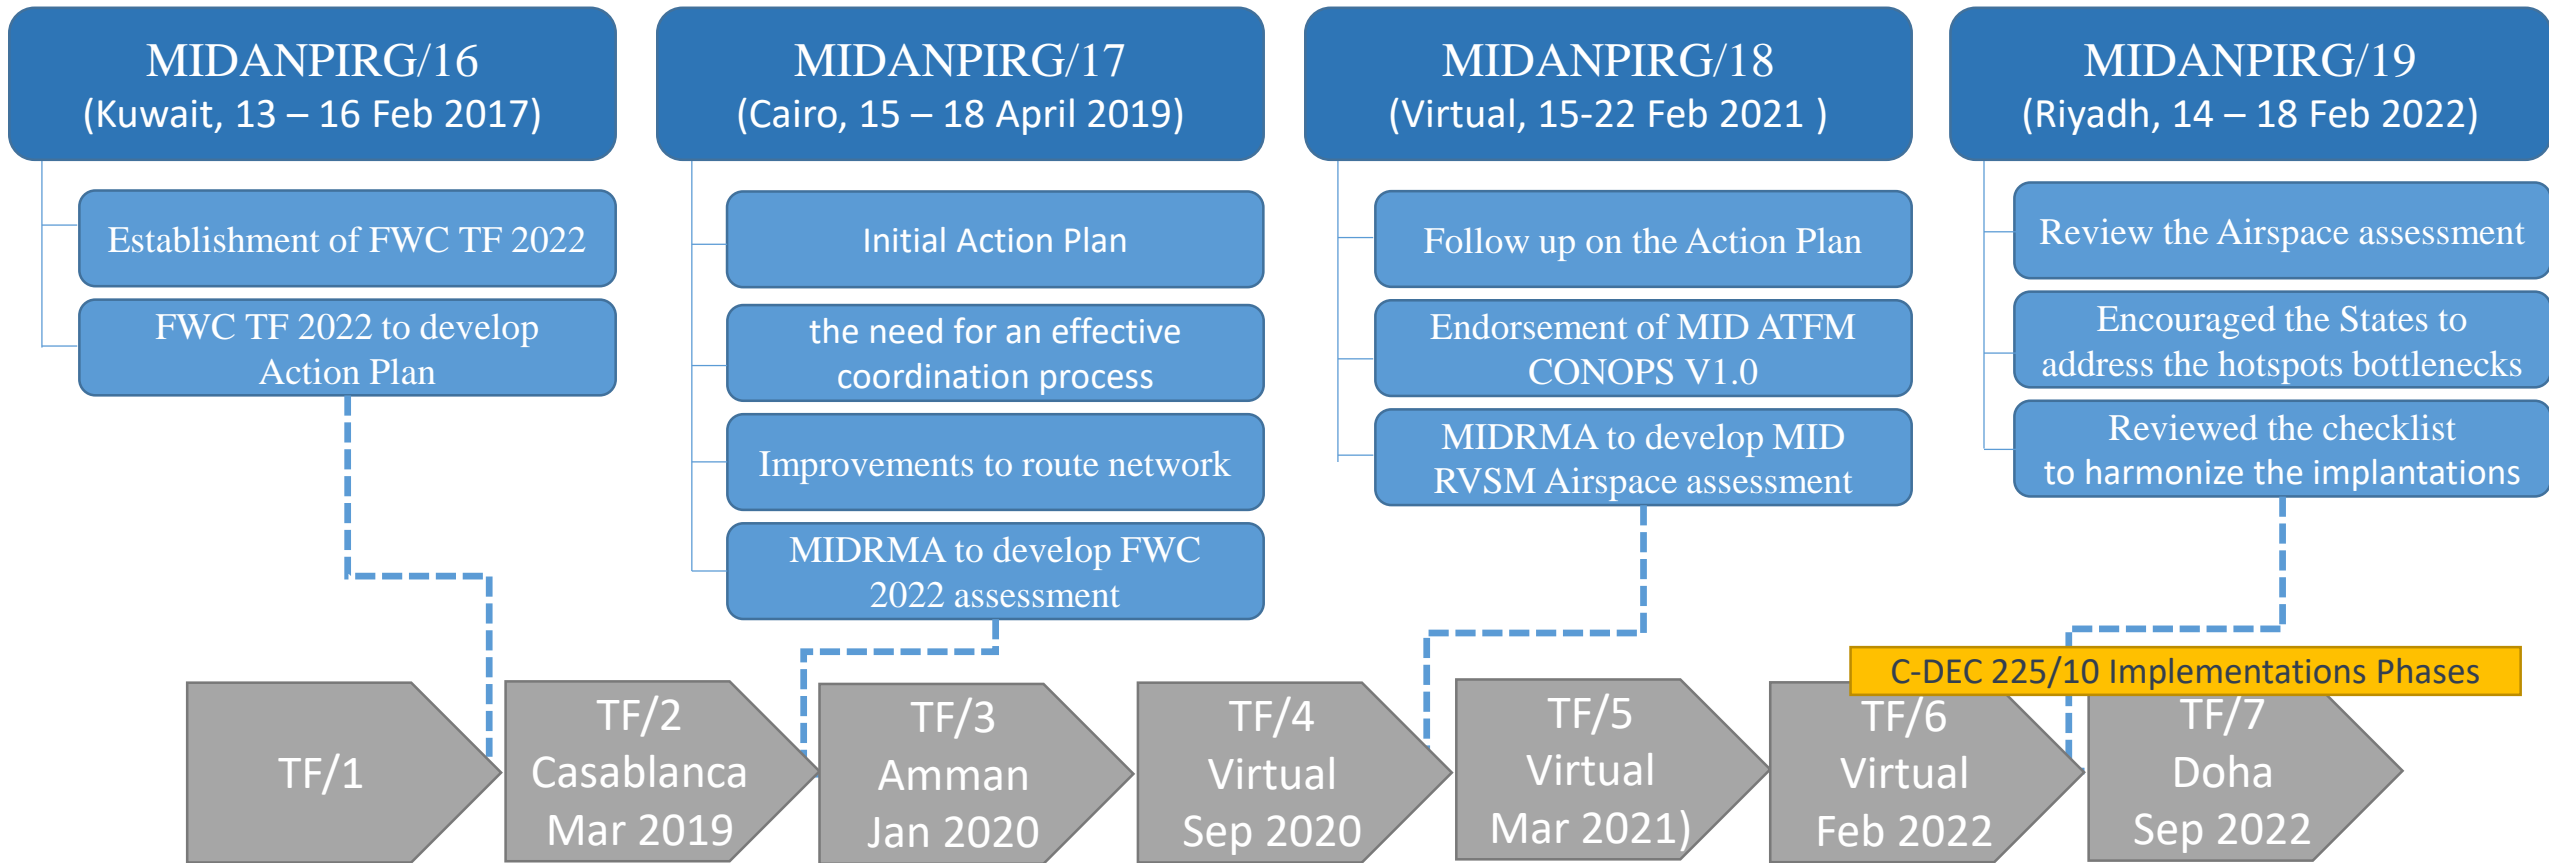 MIDANPIRG/16
(Kuwait, 13 – 16 Feb 2017)
Establishment of FWC TF 2022
FWC TF 2022 to develop
Action Plan
MIDANPIRG/17
(Cairo, 15 – 18 April 2019)
Initial Action Plan
the need for an effective
coordination process
Improvements to route network
MIDRMA to develop FWC
2022 assessment
MIDANPIRG/18
(Virtual, 15-22 Feb 2021 )
Follow up on the Action Plan
Endorsement of MID ATFM
CONOPS V1.0
MIDRMA to develop MID
RVSM Airspace assessment
MIDANPIRG/19
(Riyadh, 14 – 18 Feb 2022)
Review the Airspace assessment
Encouraged the States to
address the hotspots bottlenecks
Reviewed the checklist
to harmonize the implantations
C-DEC 225/10 Implementations Phases
TF/1
TF/2
Casablanca
Mar 2019
TF/3
Amman
Jan 2020
TF/4
Virtual
Sep 2020
TF/5
Virtual
Mar 2021)
TF/6
Virtual
Feb 2022
TF/7
Doha
Sep 2022